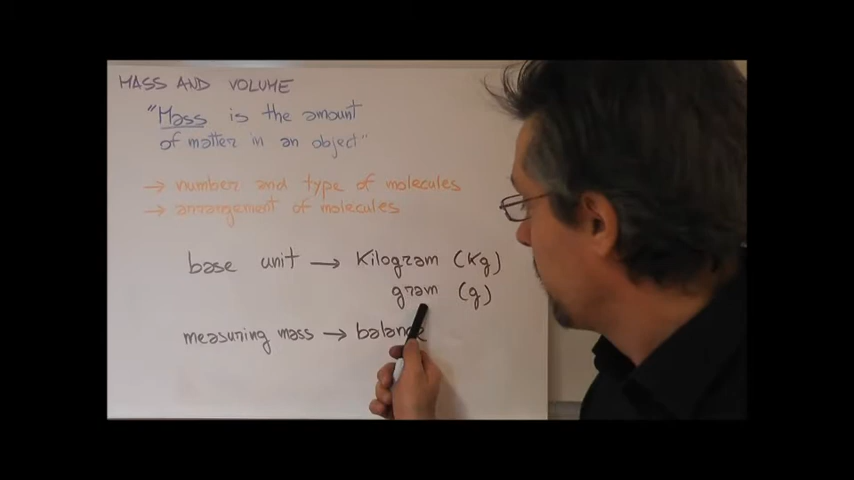 MASS AND VOLUME
"Mass is the amount
of matter in an object"
→ number and type of molecules
→ arrangement of molecules
base unit → Kilogram (Kg)
gram (g)
measuring mass → balance